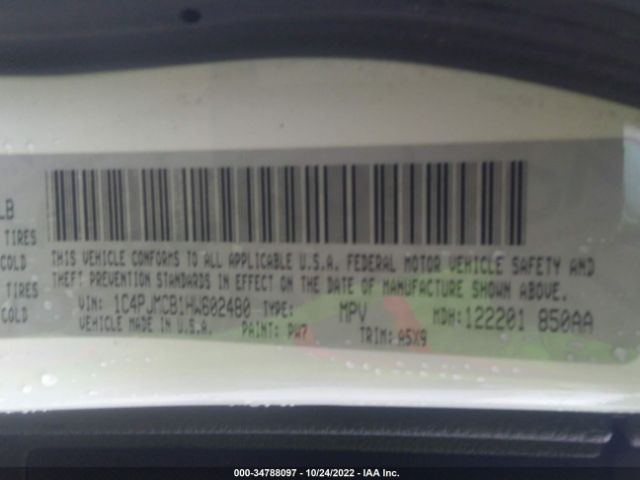 LB
TIRES
COLD
TIRES
COLD
THIS VEHICLE CONFORMS TO ALL APPLICABLE U.S.A. FEDERAL MOTOR VEHICLE SAFETY AND
THEFT PREVENTION STANDARDS IN EFFECT ON THE DATE OF MANUFACTURE SHOWN ABOVE.
VIN: 1C4PJMCB1HW602480 TYPE: MPV MDH:122201 850AA
VEHICLE MADE IN U.S.A. PAINT: PW7 TRIM: A5X9
000-34788097 - 10/24/2022 - IAA Inc.